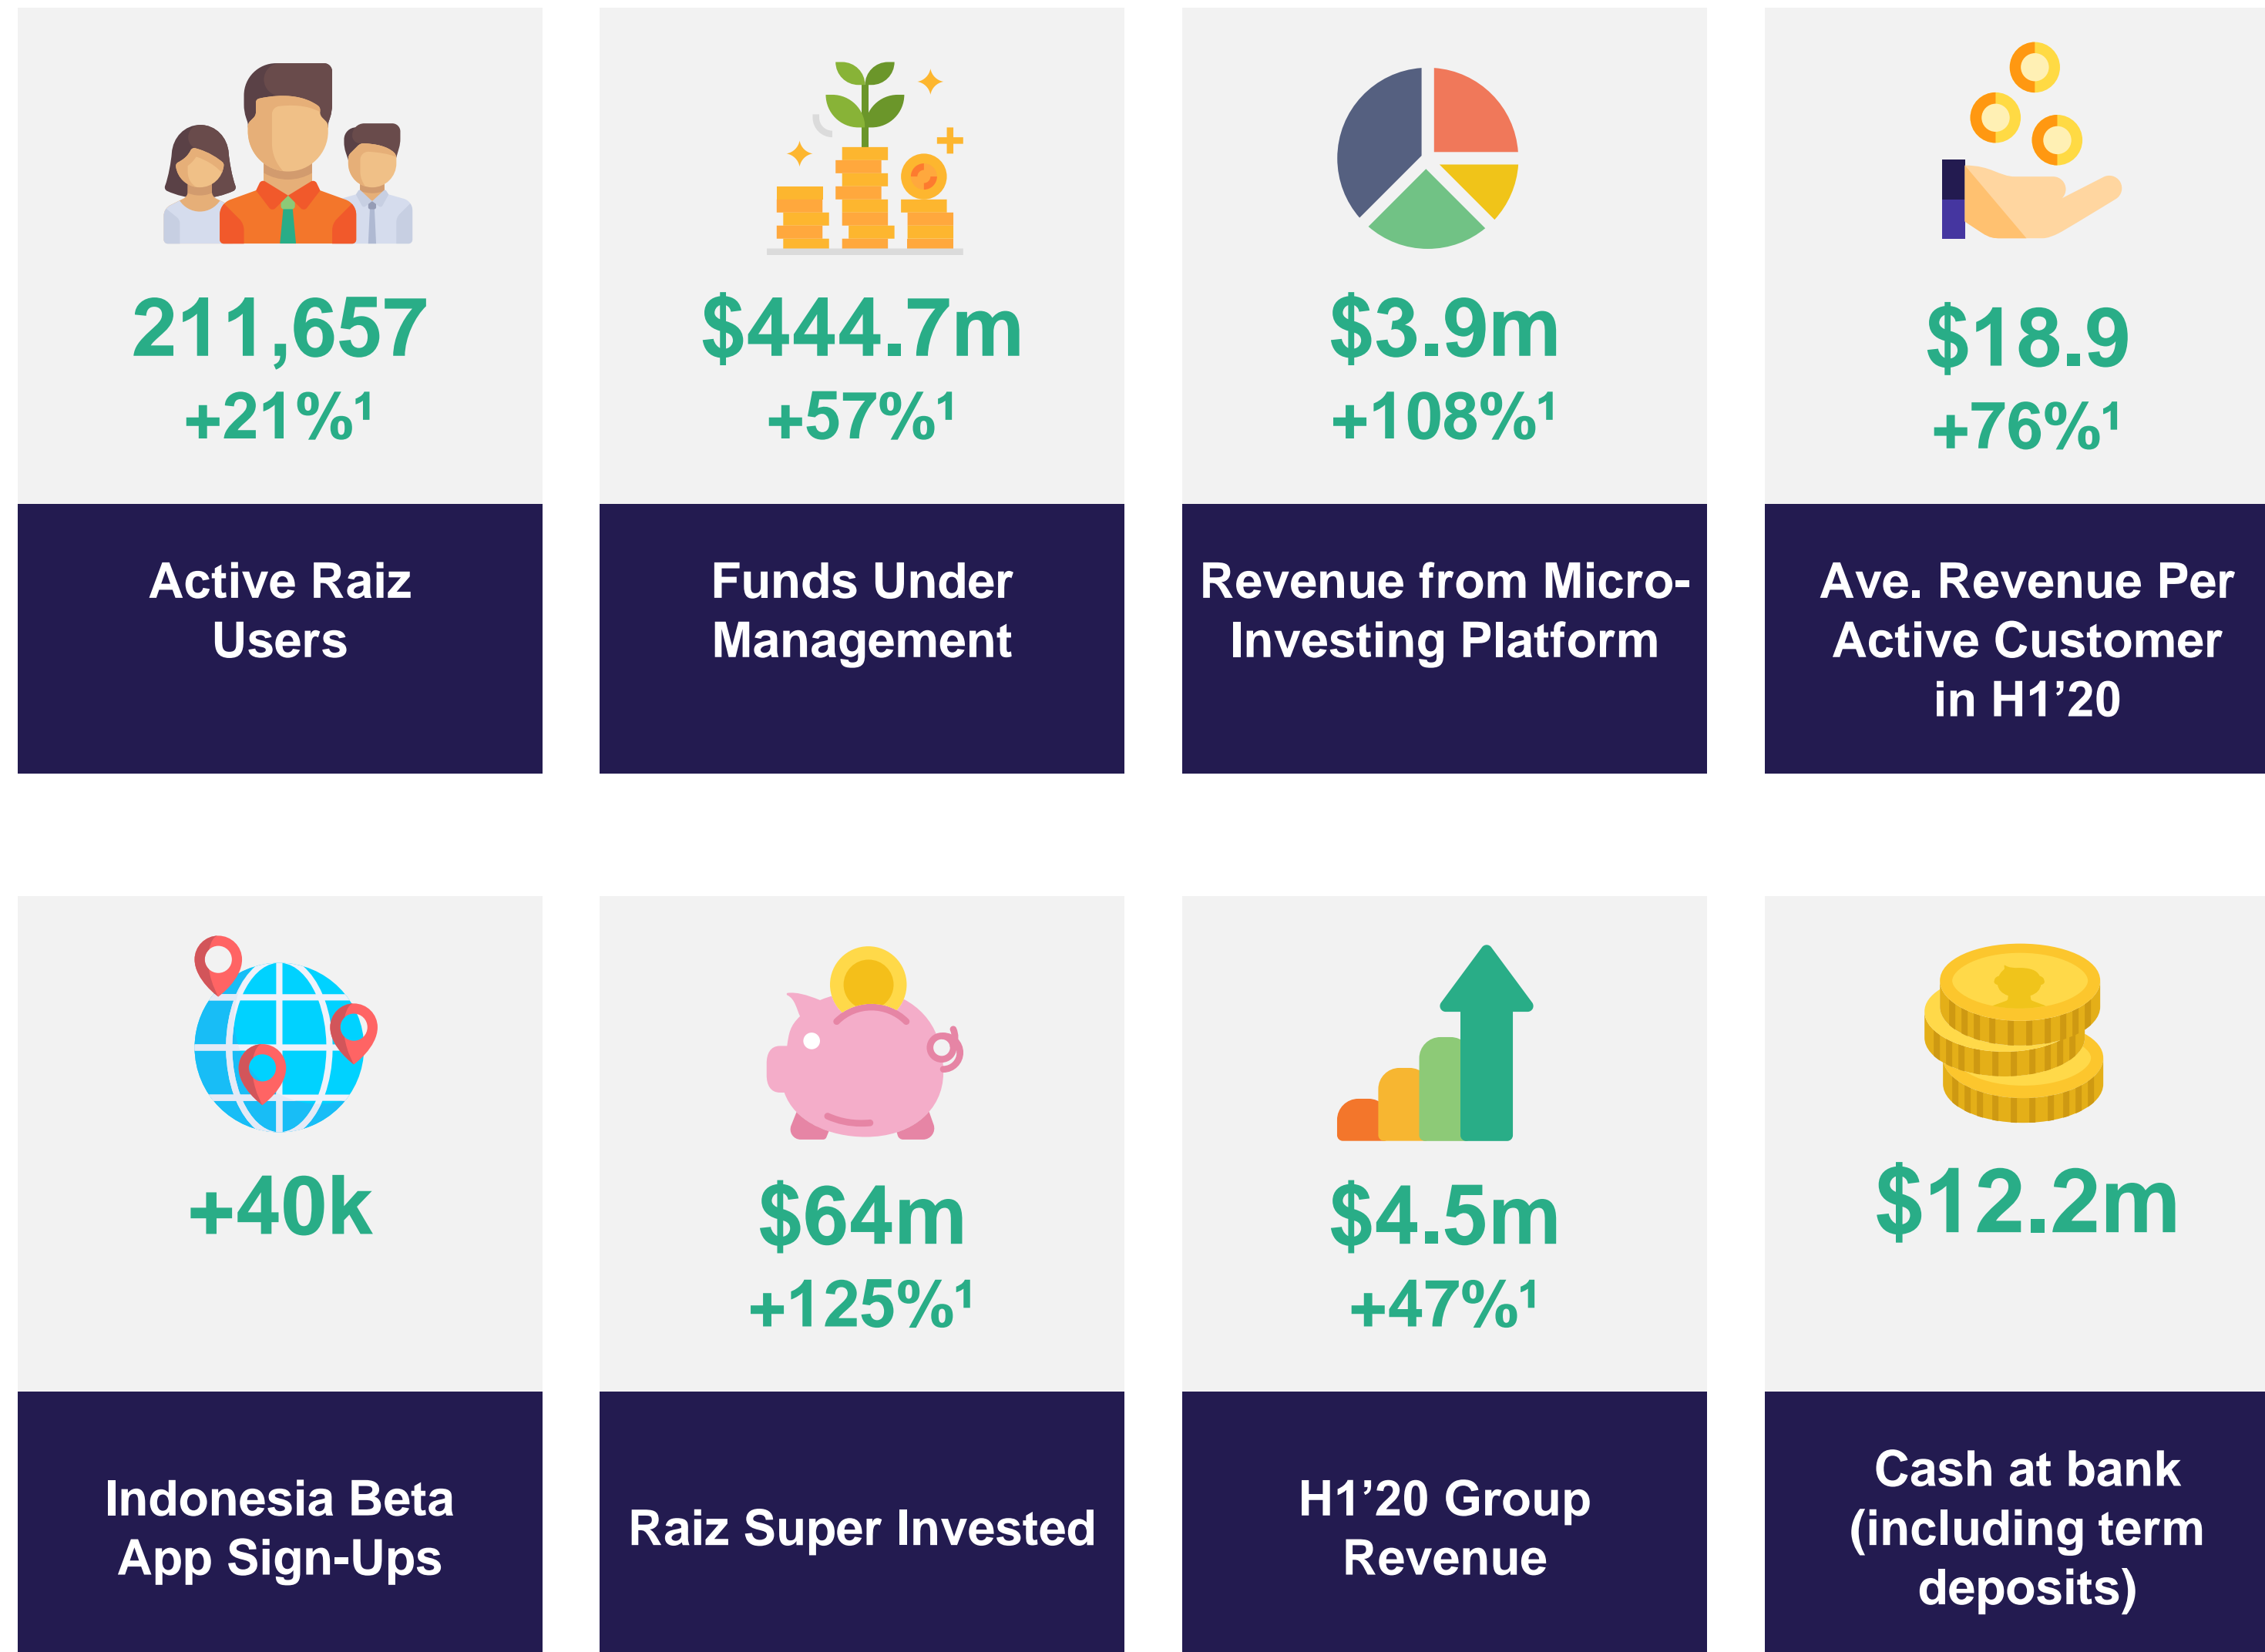 211,657
+21%¹
Active Raiz
Users
$444.7m
+57%¹
Funds Under
Management
$3.9m
+108%¹
Revenue from Micro-
Investing Platform
$18.9
+76%¹
Ave. Revenue Per
Active Customer
in H1’20
+40k
Indonesia Beta
App Sign-Ups
$64m
+125%¹
Raiz Super Invested
$4.5m
+47%¹
H1’20 Group
Revenue
$12.2m
Cash at bank
(including term
deposits)